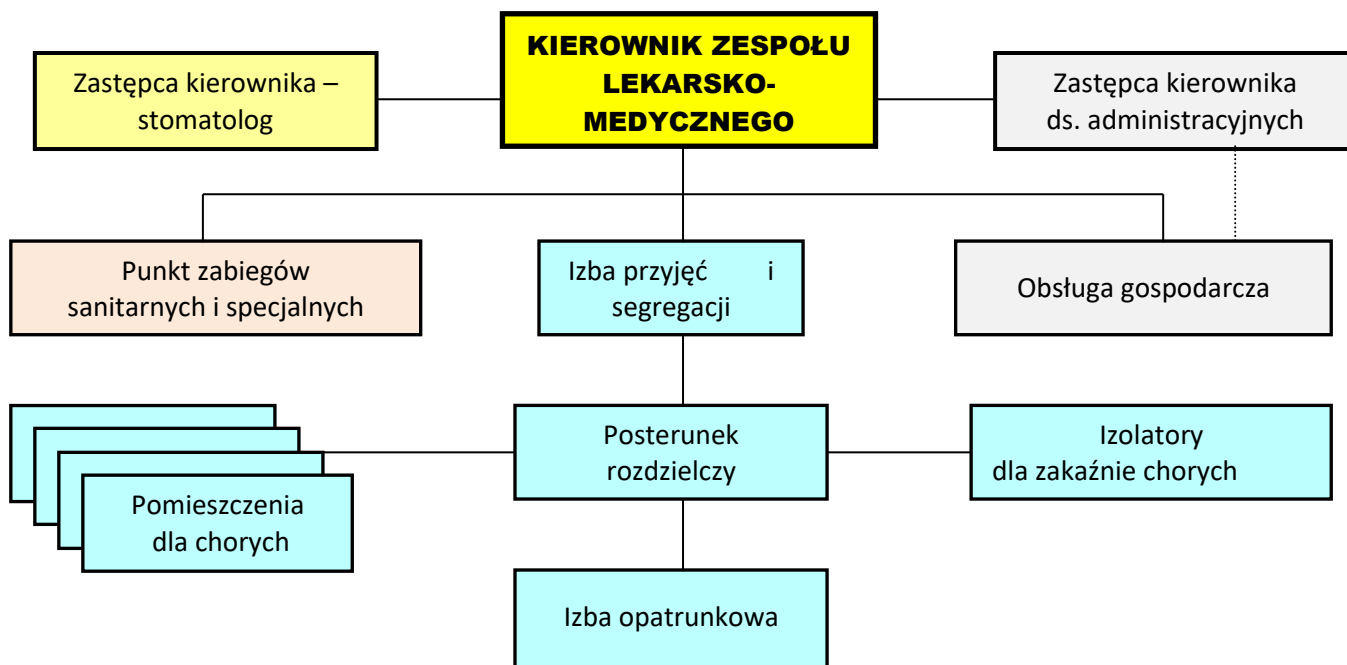 KIEROWNIK ZESPOŁU
LEKARSKO-
MEDYCZNEGO
Zastępca kierownika –
stomatolog
Zastępca kierownika
ds. administracyjnych
Punkt zabiegów
sanitarnych i specjalnych
Izba przyjęć i
segregacji
Obsługa gospodarcza
Pomieszczenia
dla chorych
Posterunek
rozdzielczy
Izolatory
dla zakaźnie chorych
Izba opatrunkowa